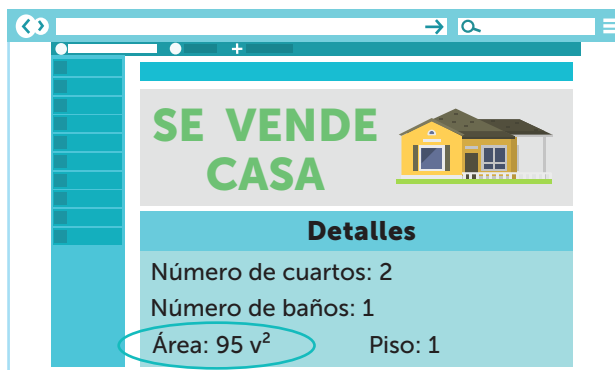 SE VENDE
CASA
Detalles
Número de cuartos: 2
Número de baños: 1
Área: 95 v² Piso: 1